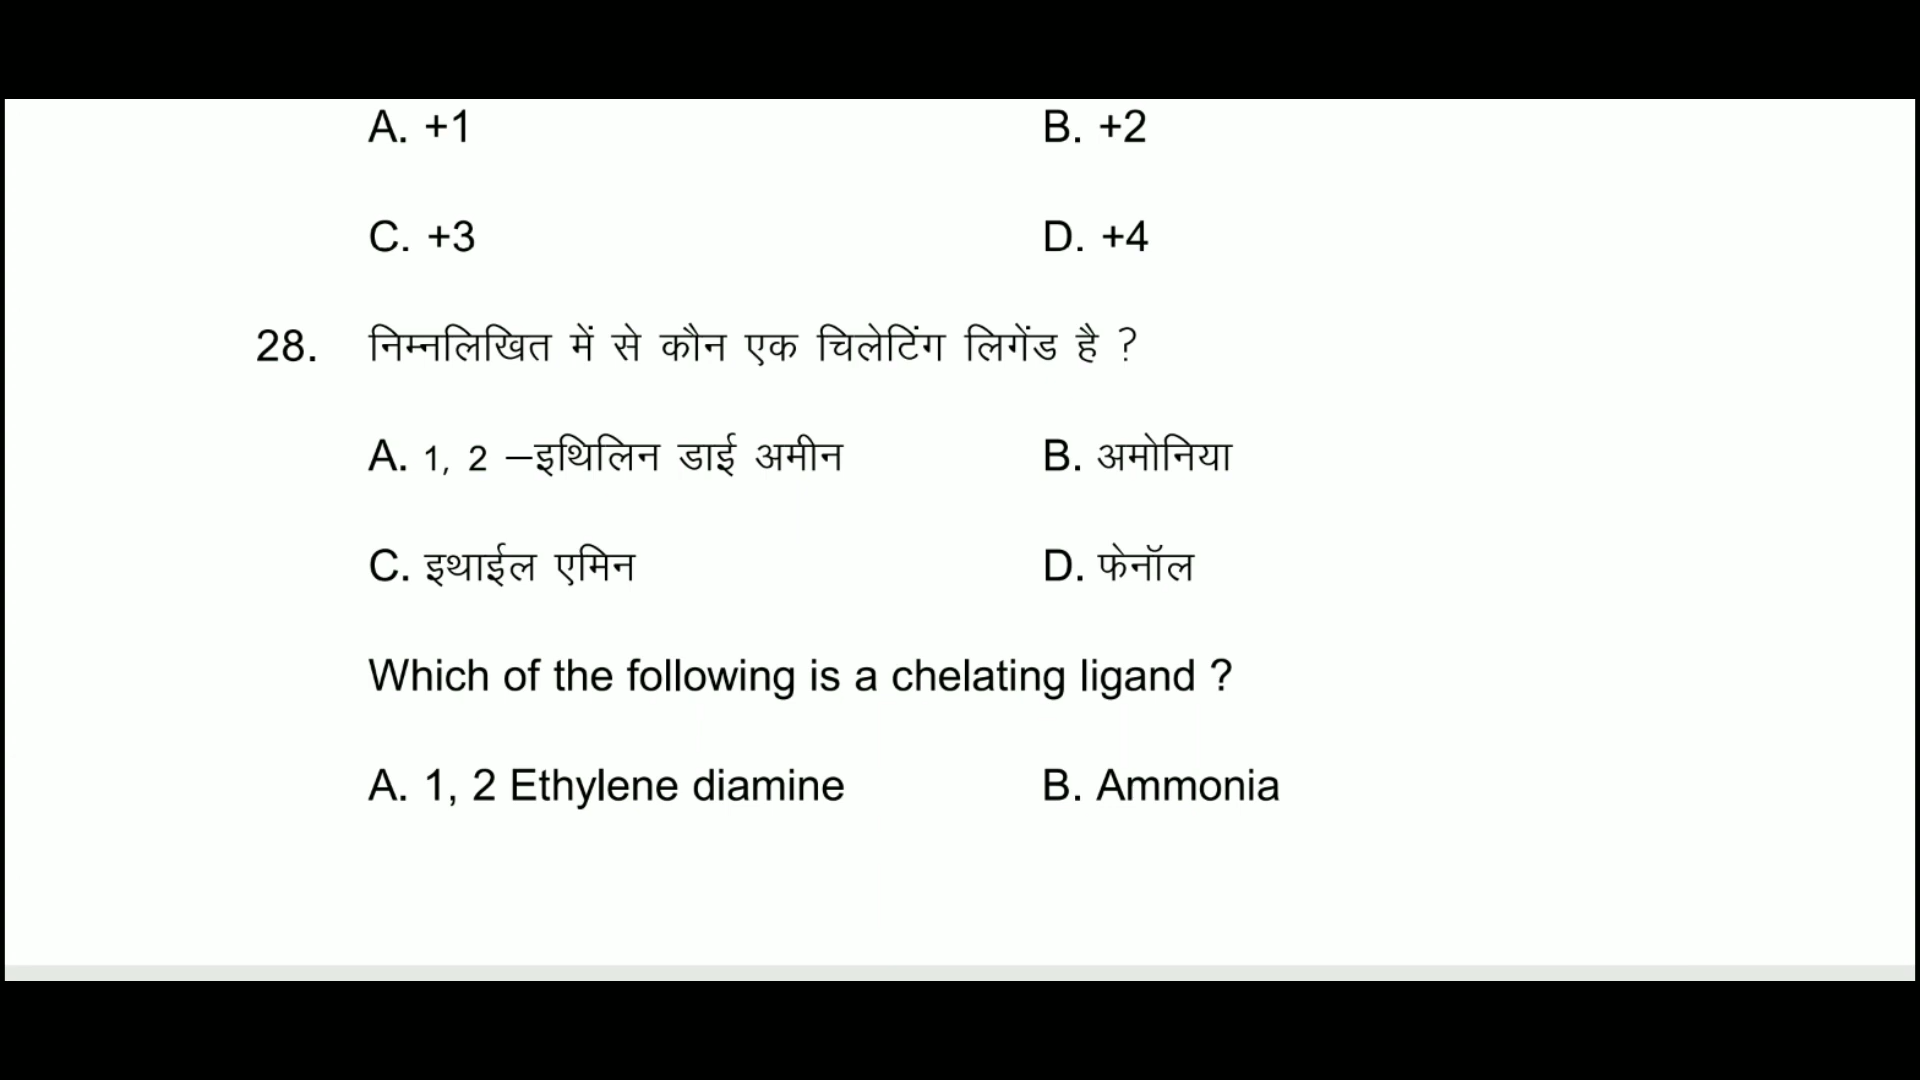 A. +1 B. +2
C. +3 D. +4
28. निम्नलिखित में से कौन एक चिलेटिंग लिगेंड है ?
A. 1, 2 –इथिलिन डाई अमीन B. अमोनिया
C. इथाईल एमिन D. फेनॉल
Which of the following is a chelating ligand ?
A. 1, 2 Ethylene diamine B. Ammonia